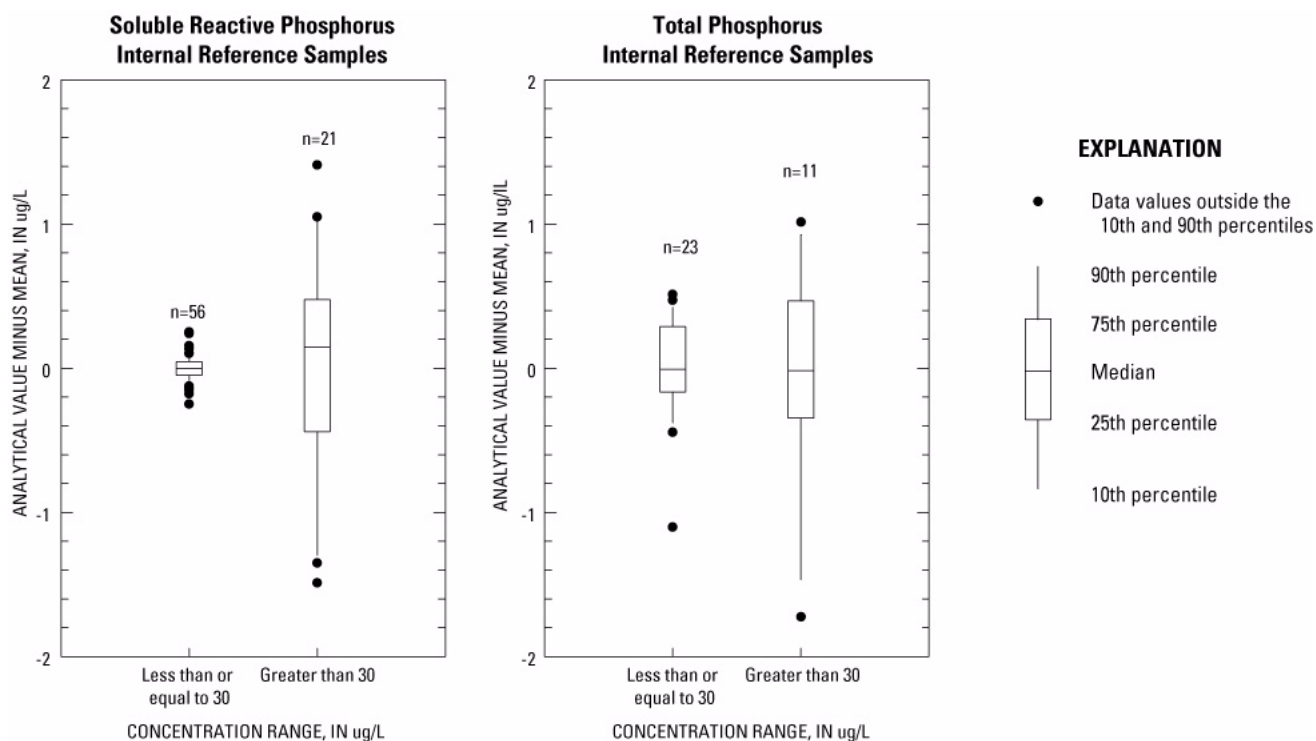 Soluble Reactive Phosphorus
Internal Reference Samples
2
1
0
-1
-2
ANALYTICAL VALUE MINUS MEAN, IN ug/L
n=56
n=21
Less than or
equal to 30
Greater than 30
CONCENTRATION RANGE, IN ug/L
Total Phosphorus
Internal Reference Samples
2
1
0
-1
-2
ANALYTICAL VALUE MINUS MEAN, IN ug/IL
n=23
n=11
Less than or
equal to 30
Greater than 30
CONCENTRATION RANGE, IN ug/L
EXPLANATION
Data values outside the
10th and 90th percentiles
90th percentile
75th percentile
Median
25th percentile
10th percentile